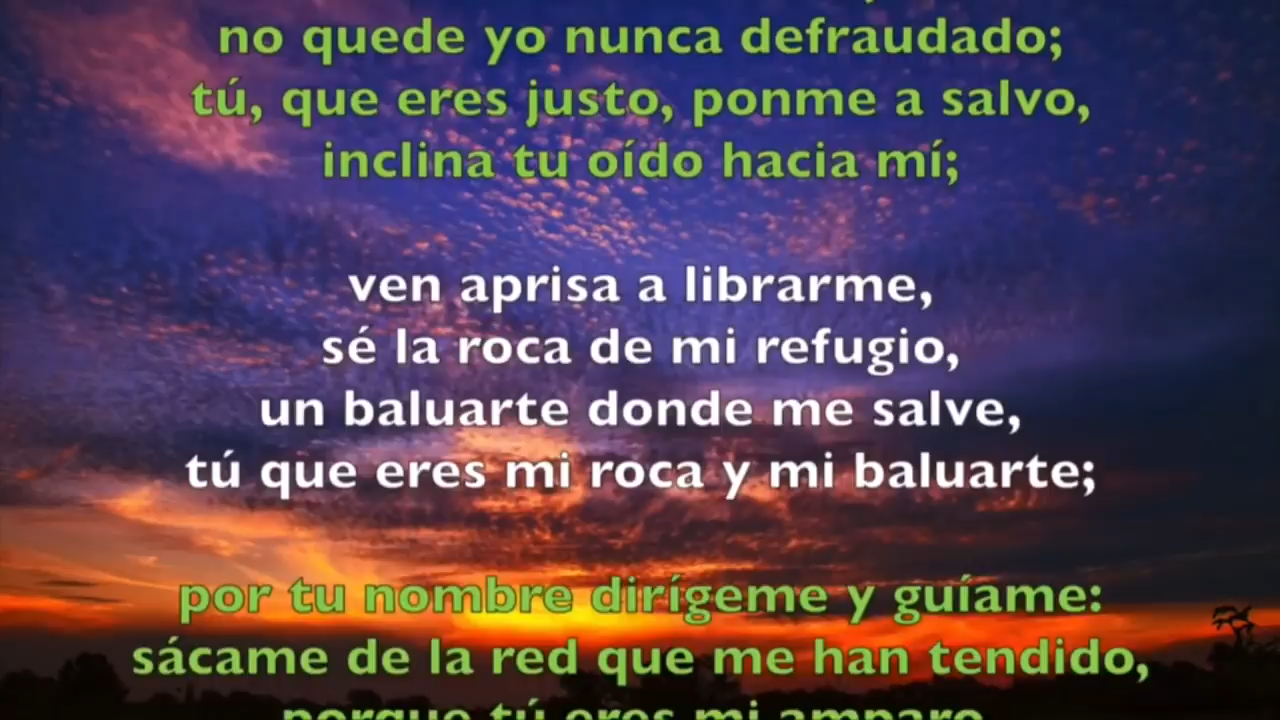 no quede yo nunca defraudado;
tú, que eres justo, ponme a salvo,
inclina tu oído hacia mí;
ven aprisa a librarme,
sé la roca de mi refugio,
un baluarte donde me salve,
tú que eres mi roca y mi baluarte;
por tu nombre dirígeme y guíame:
sácame de la red que me han tendido,
porque tú eres mi amparo